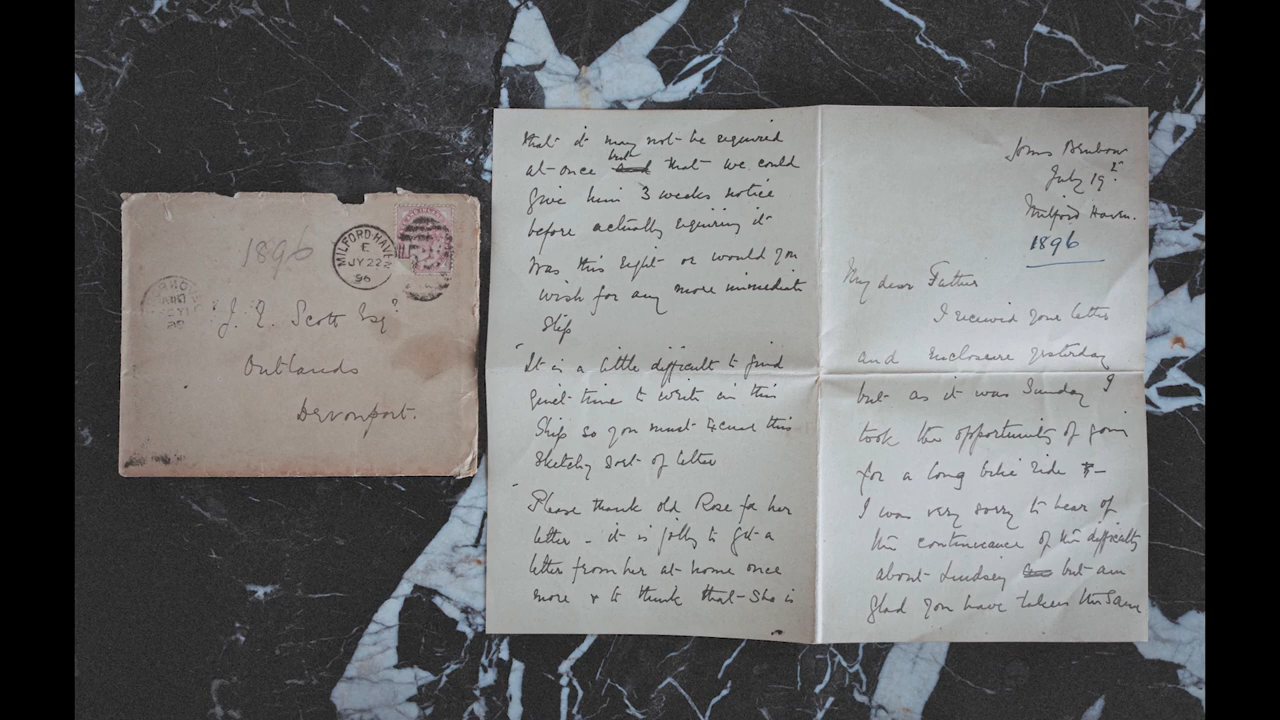 1896
MILFORD-HAVEN
E
JY 22
96
J. E. Scott Esqr
Outlands
Devonport.
that it may not be required
at once but that we could
give him 3 weeks notice
before actually requiring it
Was this right or would you
wish for any more immediate
Step
It is a little difficult to find
quiet time to write in this
Ship so you must excuse this
Sketchy sort of letter
Please thank old Rose for her
letter - it is jolly to get a
letter from her at home once
more & to think that She is
July 19
Milford Haven.
1896
My dear Father
I received your letter
and enclosure yesterday
but as it was Sunday I
took the opportunity of going
for a long bike ride
I was very sorry to hear of
the continuance of the difficulty
about Lindsey but am
glad you have taken the same